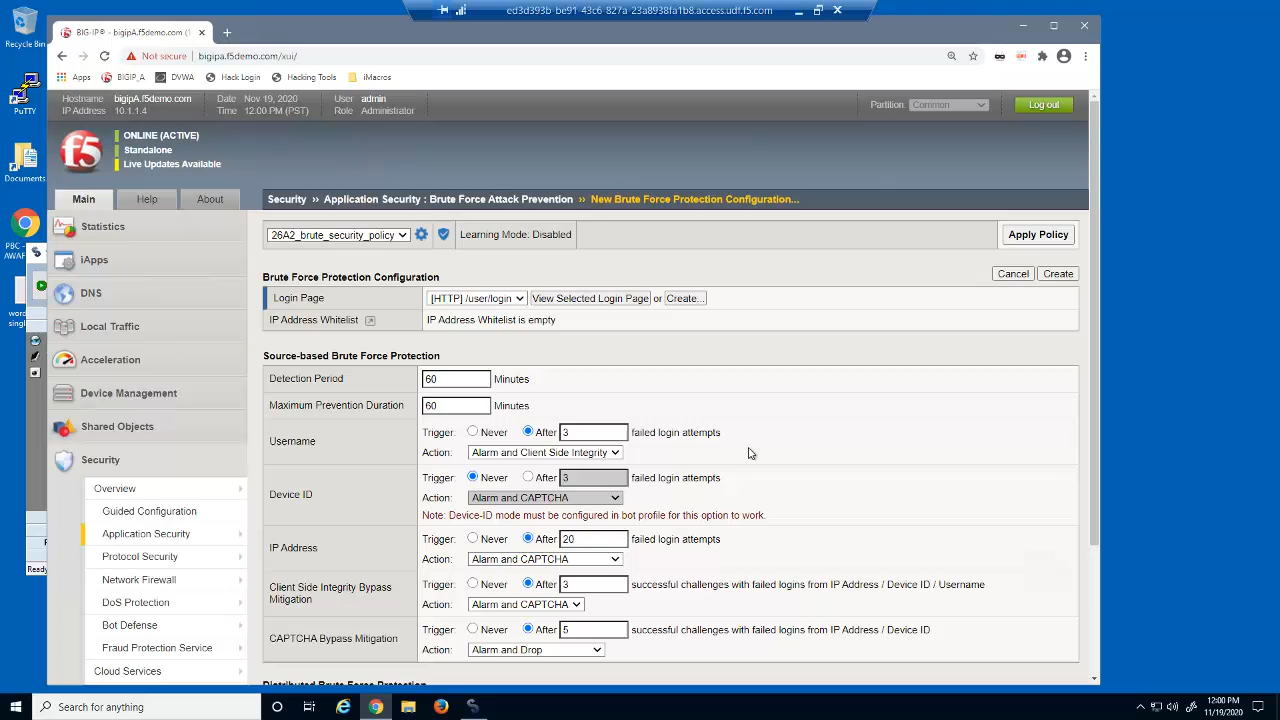 ed3d393b-be91-43c6-827a-23a8938fa1b8.access.udf.f5.com
Recycle Bin
PuTTY
Documents
PBC -
AWAF
word
singl
Ready
BIG-IP® - bigipA.f5demo.com (1
Not secure | bigipa.f5demo.com/xui/
Apps BIGIP_A DVWA Hack Login Hacking Tools iMacros
Hostname bigipA.f5demo.com Date Nov 19, 2020 User admin
IP Address 10.1.1.4 Time 12:00 PM (PST) Role Administrator
Partition: Common Log out
f5
ONLINE (ACTIVE)
Standalone
Live Updates Available
Main Help About
Security » Application Security : Brute Force Attack Prevention » New Brute Force Protection Configuration...
Statistics
iApps
DNS
Local Traffic
Acceleration
Device Management
Shared Objects
Security
Overview
Guided Configuration
Application Security
Protocol Security
Network Firewall
DoS Protection
Bot Defense
Fraud Protection Service
Cloud Services
26A2_brute_security_policy Learning Mode: Disabled Apply Policy
Brute Force Protection Configuration Cancel Create
Login Page [HTTP] /user/login View Selected Login Page or Create...
IP Address Whitelist IP Address Whitelist is empty
Source-based Brute Force Protection
Detection Period 60 Minutes
Maximum Prevention Duration 60 Minutes
Username
Trigger: Never After 3 failed login attempts
Action: Alarm and Client Side Integrity
Device ID
Trigger: Never After 3 failed login attempts
Action: Alarm and CAPTCHA
Note: Device-ID mode must be configured in bot profile for this option to work.
IP Address
Trigger: Never After 20 failed login attempts
Action: Alarm and CAPTCHA
Client Side Integrity Bypass
Mitigation
Trigger: Never After 3 successful challenges with failed logins from IP Address / Device ID / Username
Action: Alarm and CAPTCHA
CAPTCHA Bypass Mitigation
Trigger: Never After 5 successful challenges with failed logins from IP Address / Device ID
Action: Alarm and Drop
Distributed Brute Force Protection
Search for anything
12:00 PM
11/19/2020